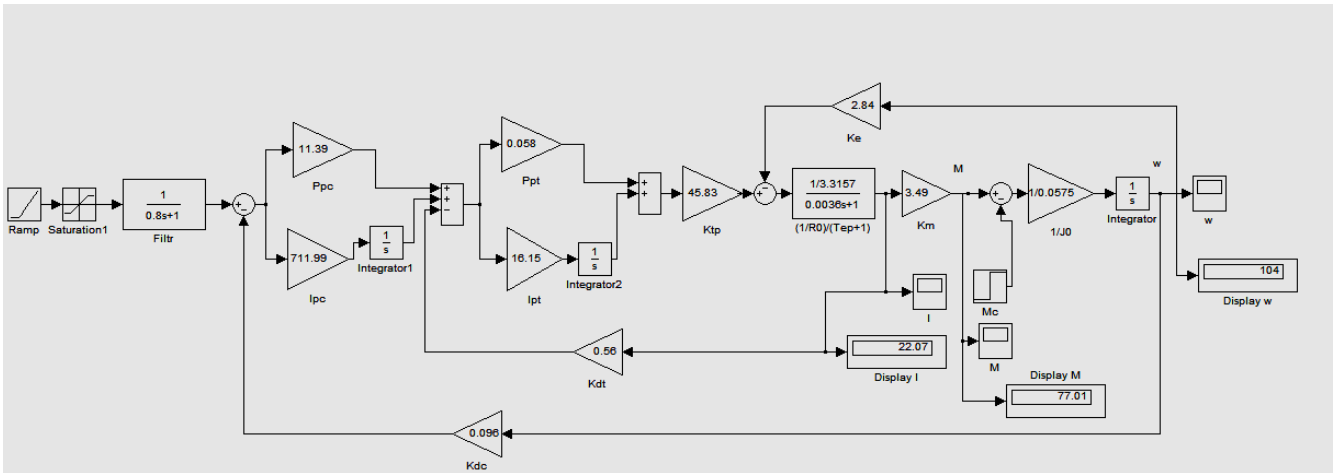 2.84
Ke
11.39
Ppc
0.058
Ppt
M
w
1
0.8s+1
45.83
1/3.3157
0.0036s+1
3.49
1/0.0575
1
s
Ramp
Saturation1
Filtr
Ktp
(1/R0)/(Tep+1)
Km
1/J0
Integrator
w
711.99
1
s
Integrator1
Ipc
16.15
1
s
Integrator2
Ipt
104
Display w
I
Mc
0.56
Kdt
22.07
Display I
M
Display M
77.01
0.096
Kdc